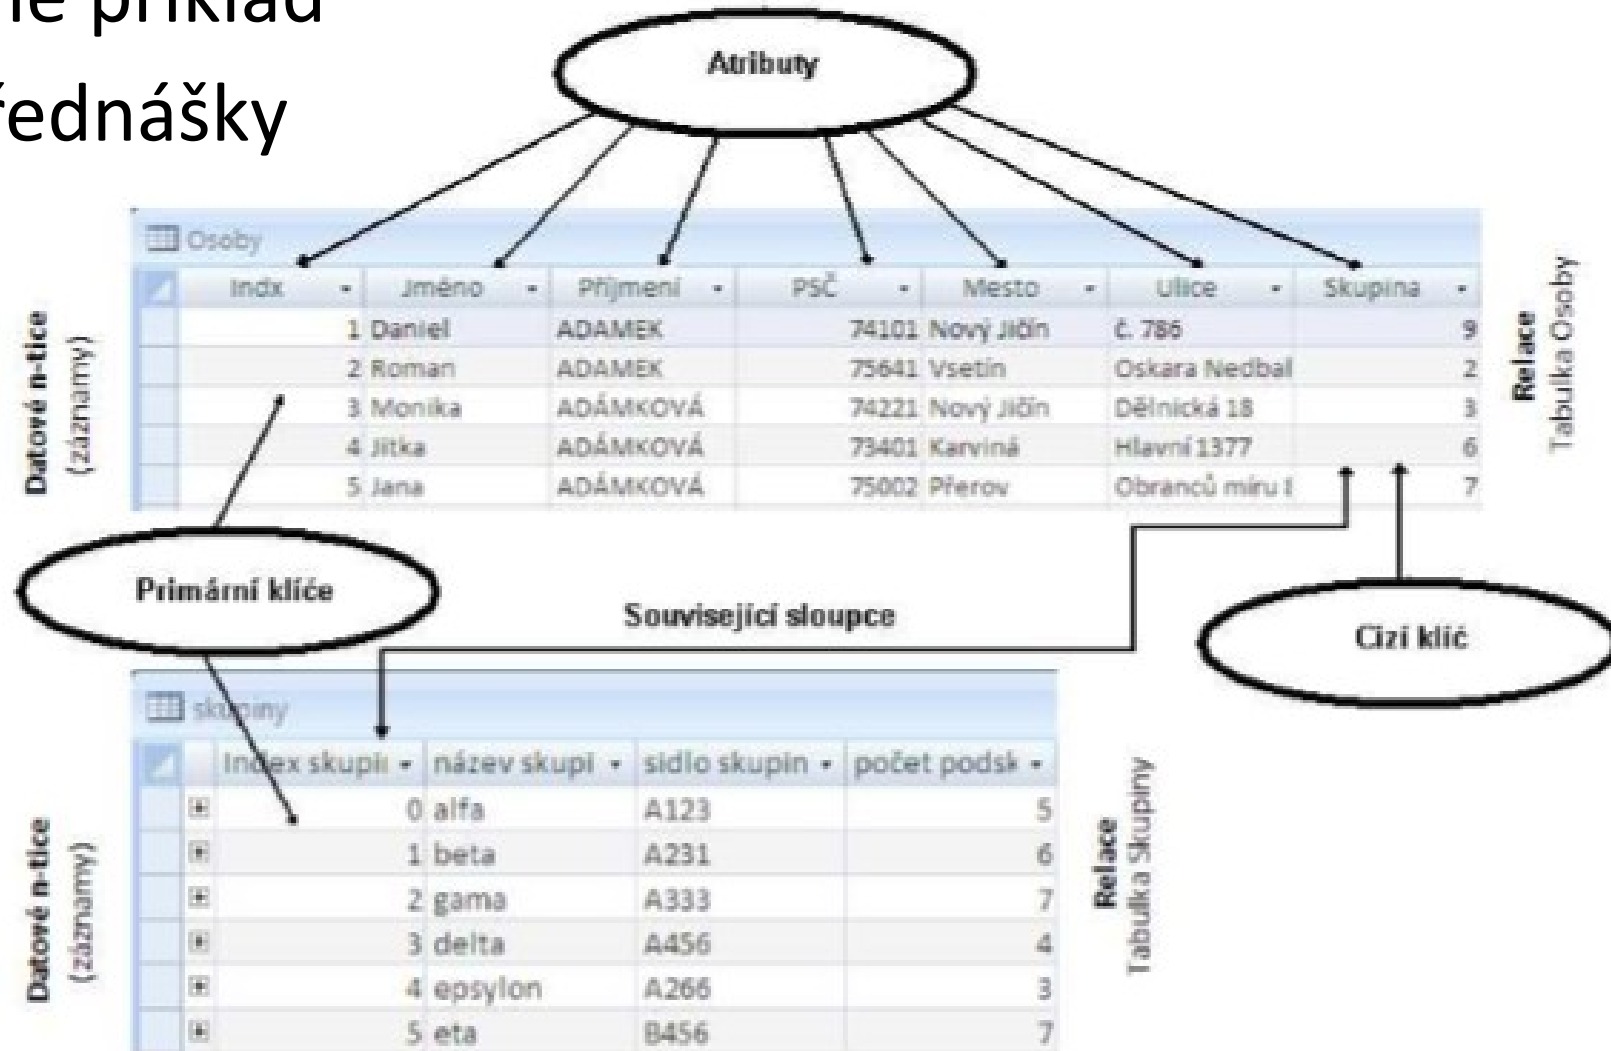 příklad
řednášky
Atributy
Osoby
Indx Jméno Příjmení PSČ Mesto Ulice Skupina
1 Daniel ADAMEK 74101 Nový Jičín č. 786 9
2 Roman ADAMEK 75641 Vsetín Oskara Nedbal 2
3 Monika ADÁMKOVÁ 74221 Nový Jičín Dělnická 18 3
4 Jitka ADÁMKOVÁ 73401 Karviná Hlavní 1377 6
5 Jana ADÁMKOVÁ 75002 Přerov Obranců míru 7
Datové n-tice
(záznamy)
Relace
Tabulka Osoby
Primární klíče
Související sloupce
Cizí klíč
skupiny
Index skupi název skupi sidlo skupin počet podsk
0 alfa A123 5
1 beta A231 6
2 gama A333 7
3 delta A456 4
4 epsylon A266 3
5 eta B456 7
Datové n-tice
(záznamy)
Relace
Tabulka Skupiny